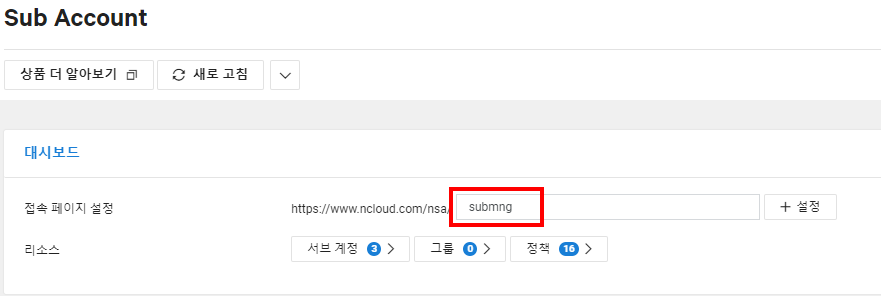 Sub Account
상품 더 알아보기 새로 고침
대시보드
접속 페이지 설정 https://www.ncloud.com/nsa/ submng + 설정
리소스 서브 계정 3 그룹 0 정책 16